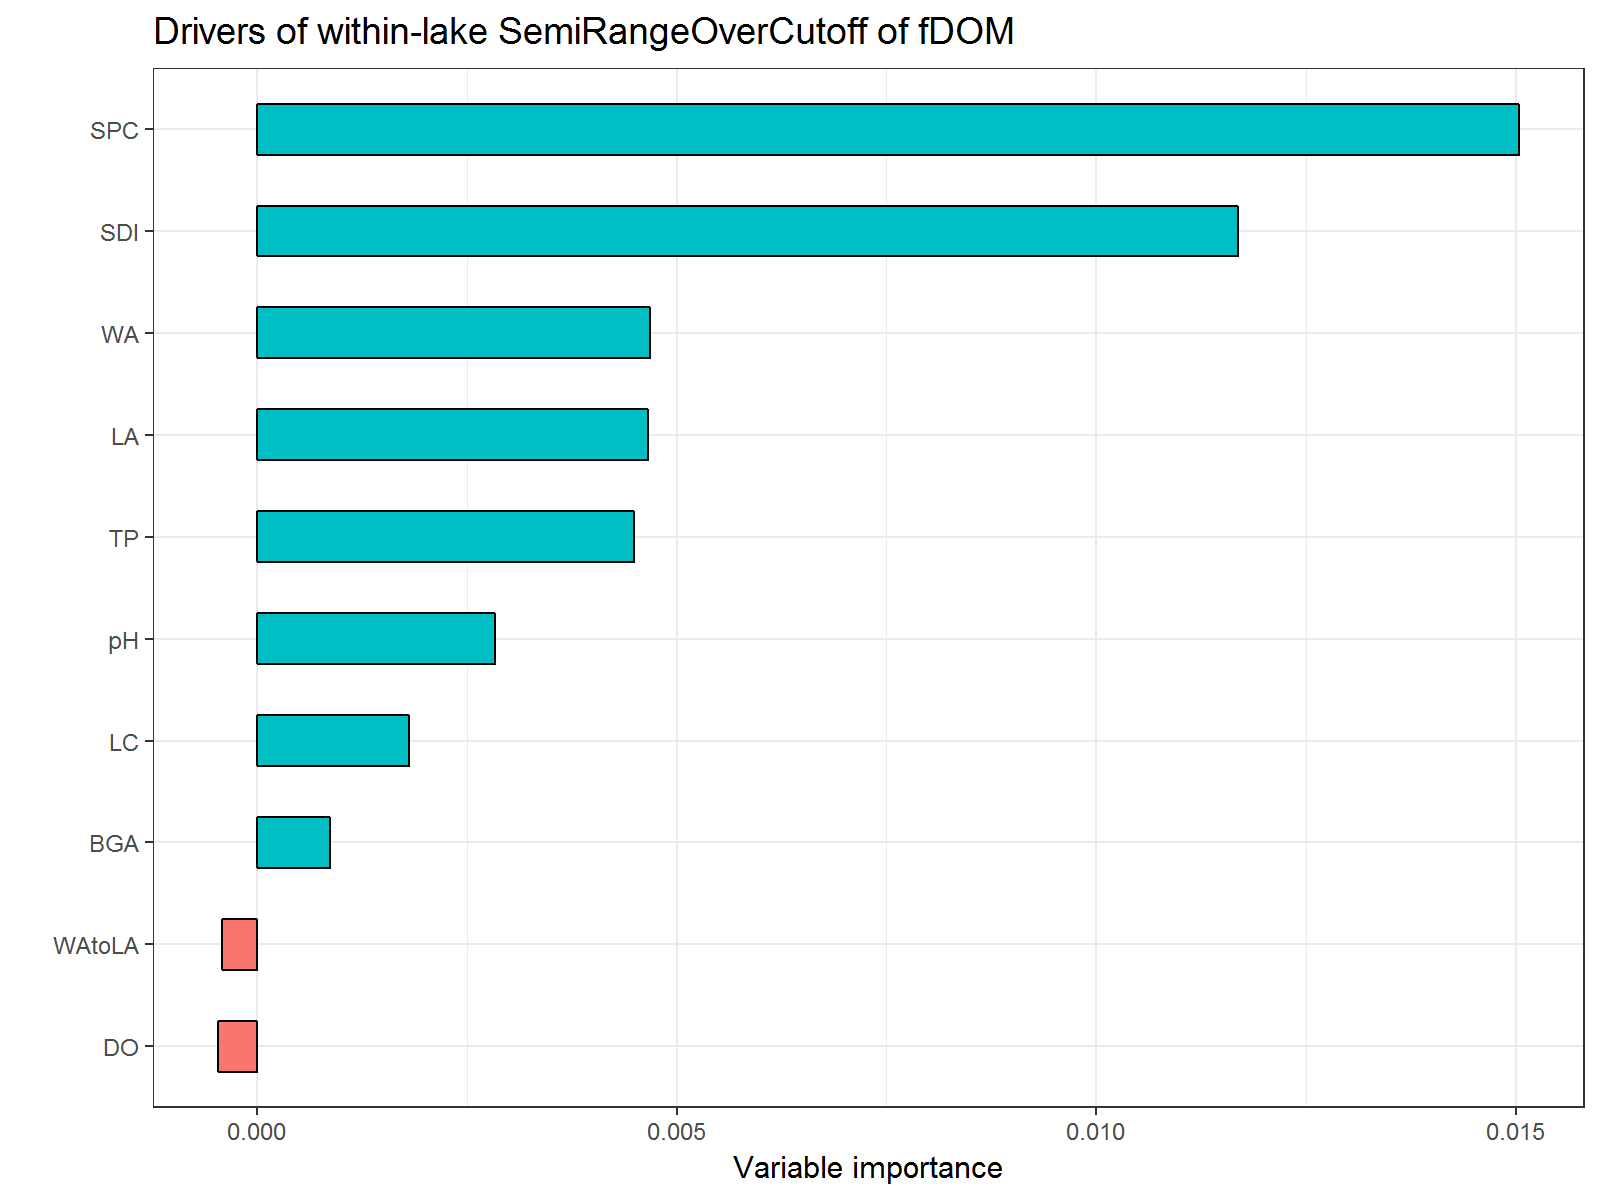 Drivers of within-lake SemiRangeOverCutoff of fDOM
SPC
SDI
WA
LA
TP
pH
LC
BGA
WAtoLA
DO
0.000 0.005 0.010 0.015
Variable importance